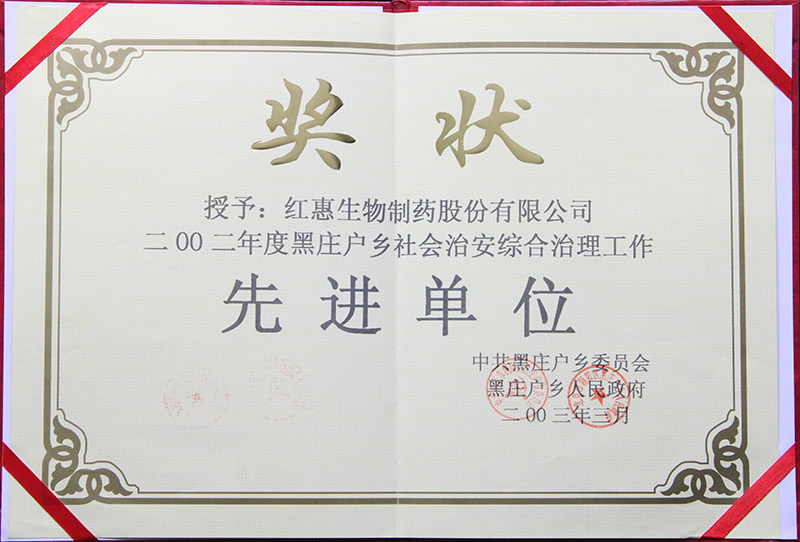 奖状
授予：红惠生物制药股份有限公司
二00二年度黑庄户乡社会治安综合治理工作
先进单位
中共黑庄户乡委员会
黑庄户乡人民政府
二00三年三月